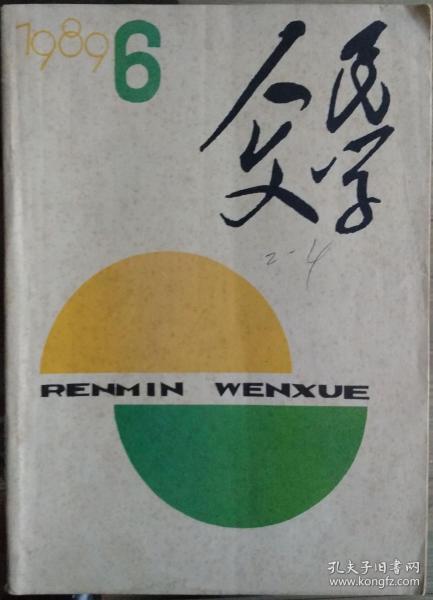 1989 6
人民
文学
2-4
RENMIN WENXUE
孔夫子旧书网
www.kongfz.com